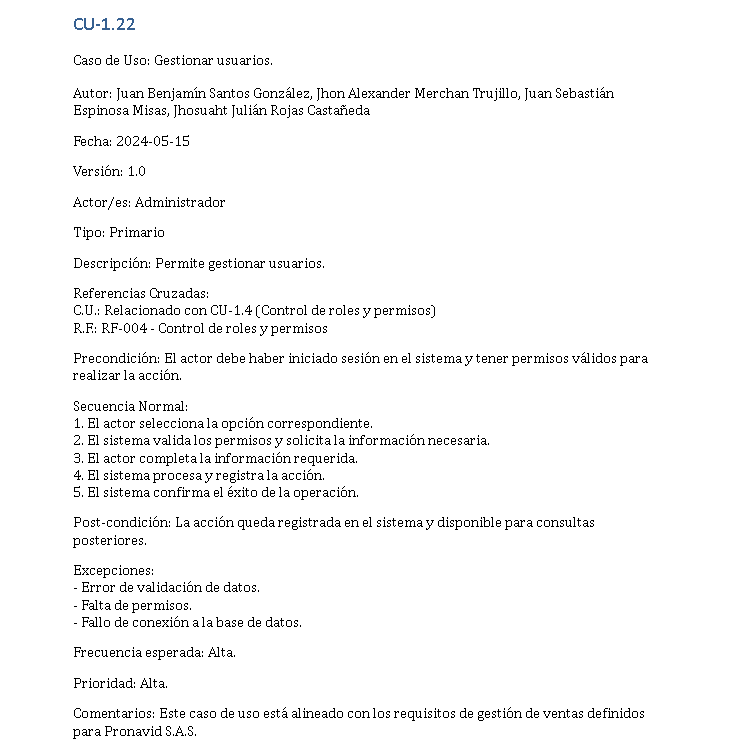 CU-1.22
Caso de Uso: Gestionar usuarios.
Autor: Juan Benjamín Santos González, Jhon Alexander Merchan Trujillo, Juan Sebastián
Espinosa Misas, Jhosuaht Julián Rojas Castañeda
Fecha: 2024-05-15
Versión: 1.0
Actor/es: Administrador
Tipo: Primario
Descripción: Permite gestionar usuarios.
Referencias Cruzadas:
C.U.: Relacionado con CU-1.4 (Control de roles y permisos)
R.F.: RF-004 - Control de roles y permisos
Precondición: El actor debe haber iniciado sesión en el sistema y tener permisos válidos para
realizar la acción.
Secuencia Normal:
1. El actor selecciona la opción correspondiente.
2. El sistema valida los permisos y solicita la información necesaria.
3. El actor completa la información requerida.
4. El sistema procesa y registra la acción.
5. El sistema confirma el éxito de la operación.
Post-condición: La acción queda registrada en el sistema y disponible para consultas
posteriores.
Excepciones:
- Error de validación de datos.
- Falta de permisos.
- Fallo de conexión a la base de datos.
Frecuencia esperada: Alta.
Prioridad: Alta.
Comentarios: Este caso de uso está alineado con los requisitos de gestión de ventas definidos
para Pronavid S.A.S.